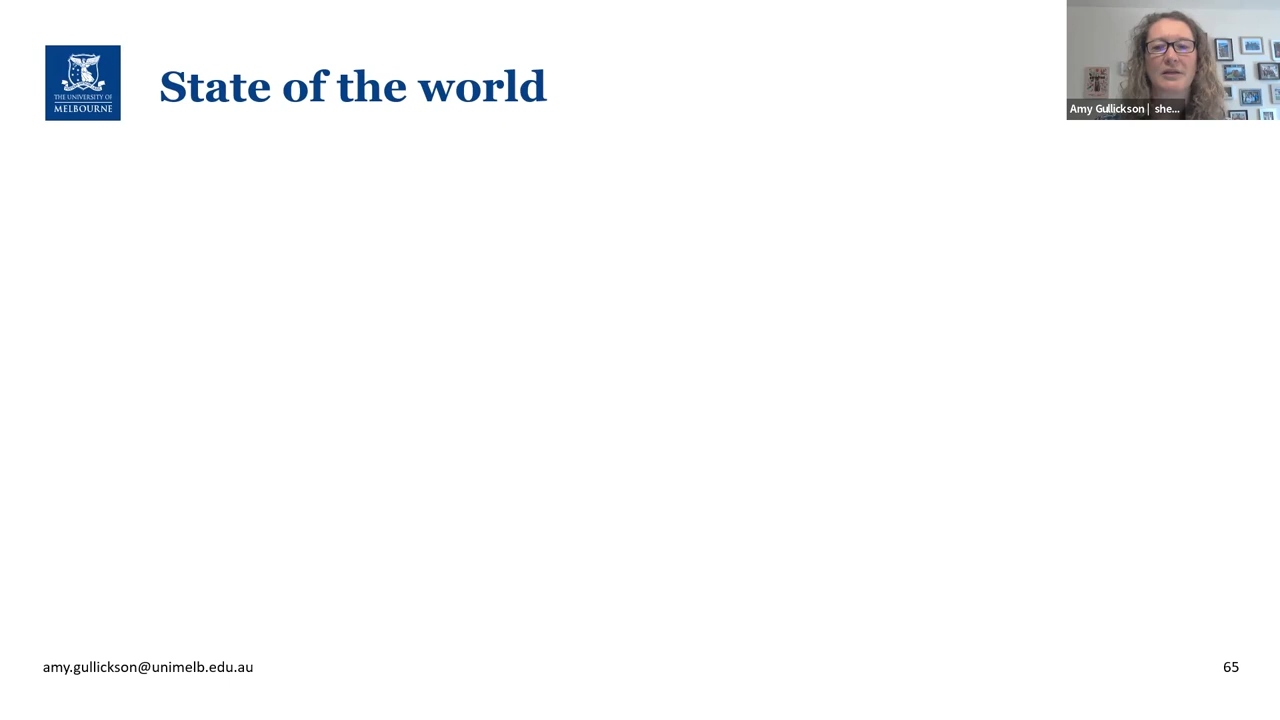 THE UNIVERSITY OF
MELBOURNE
State of the world
Amy Gullickson | she...
amy.gullickson@unimelb.edu.au
65